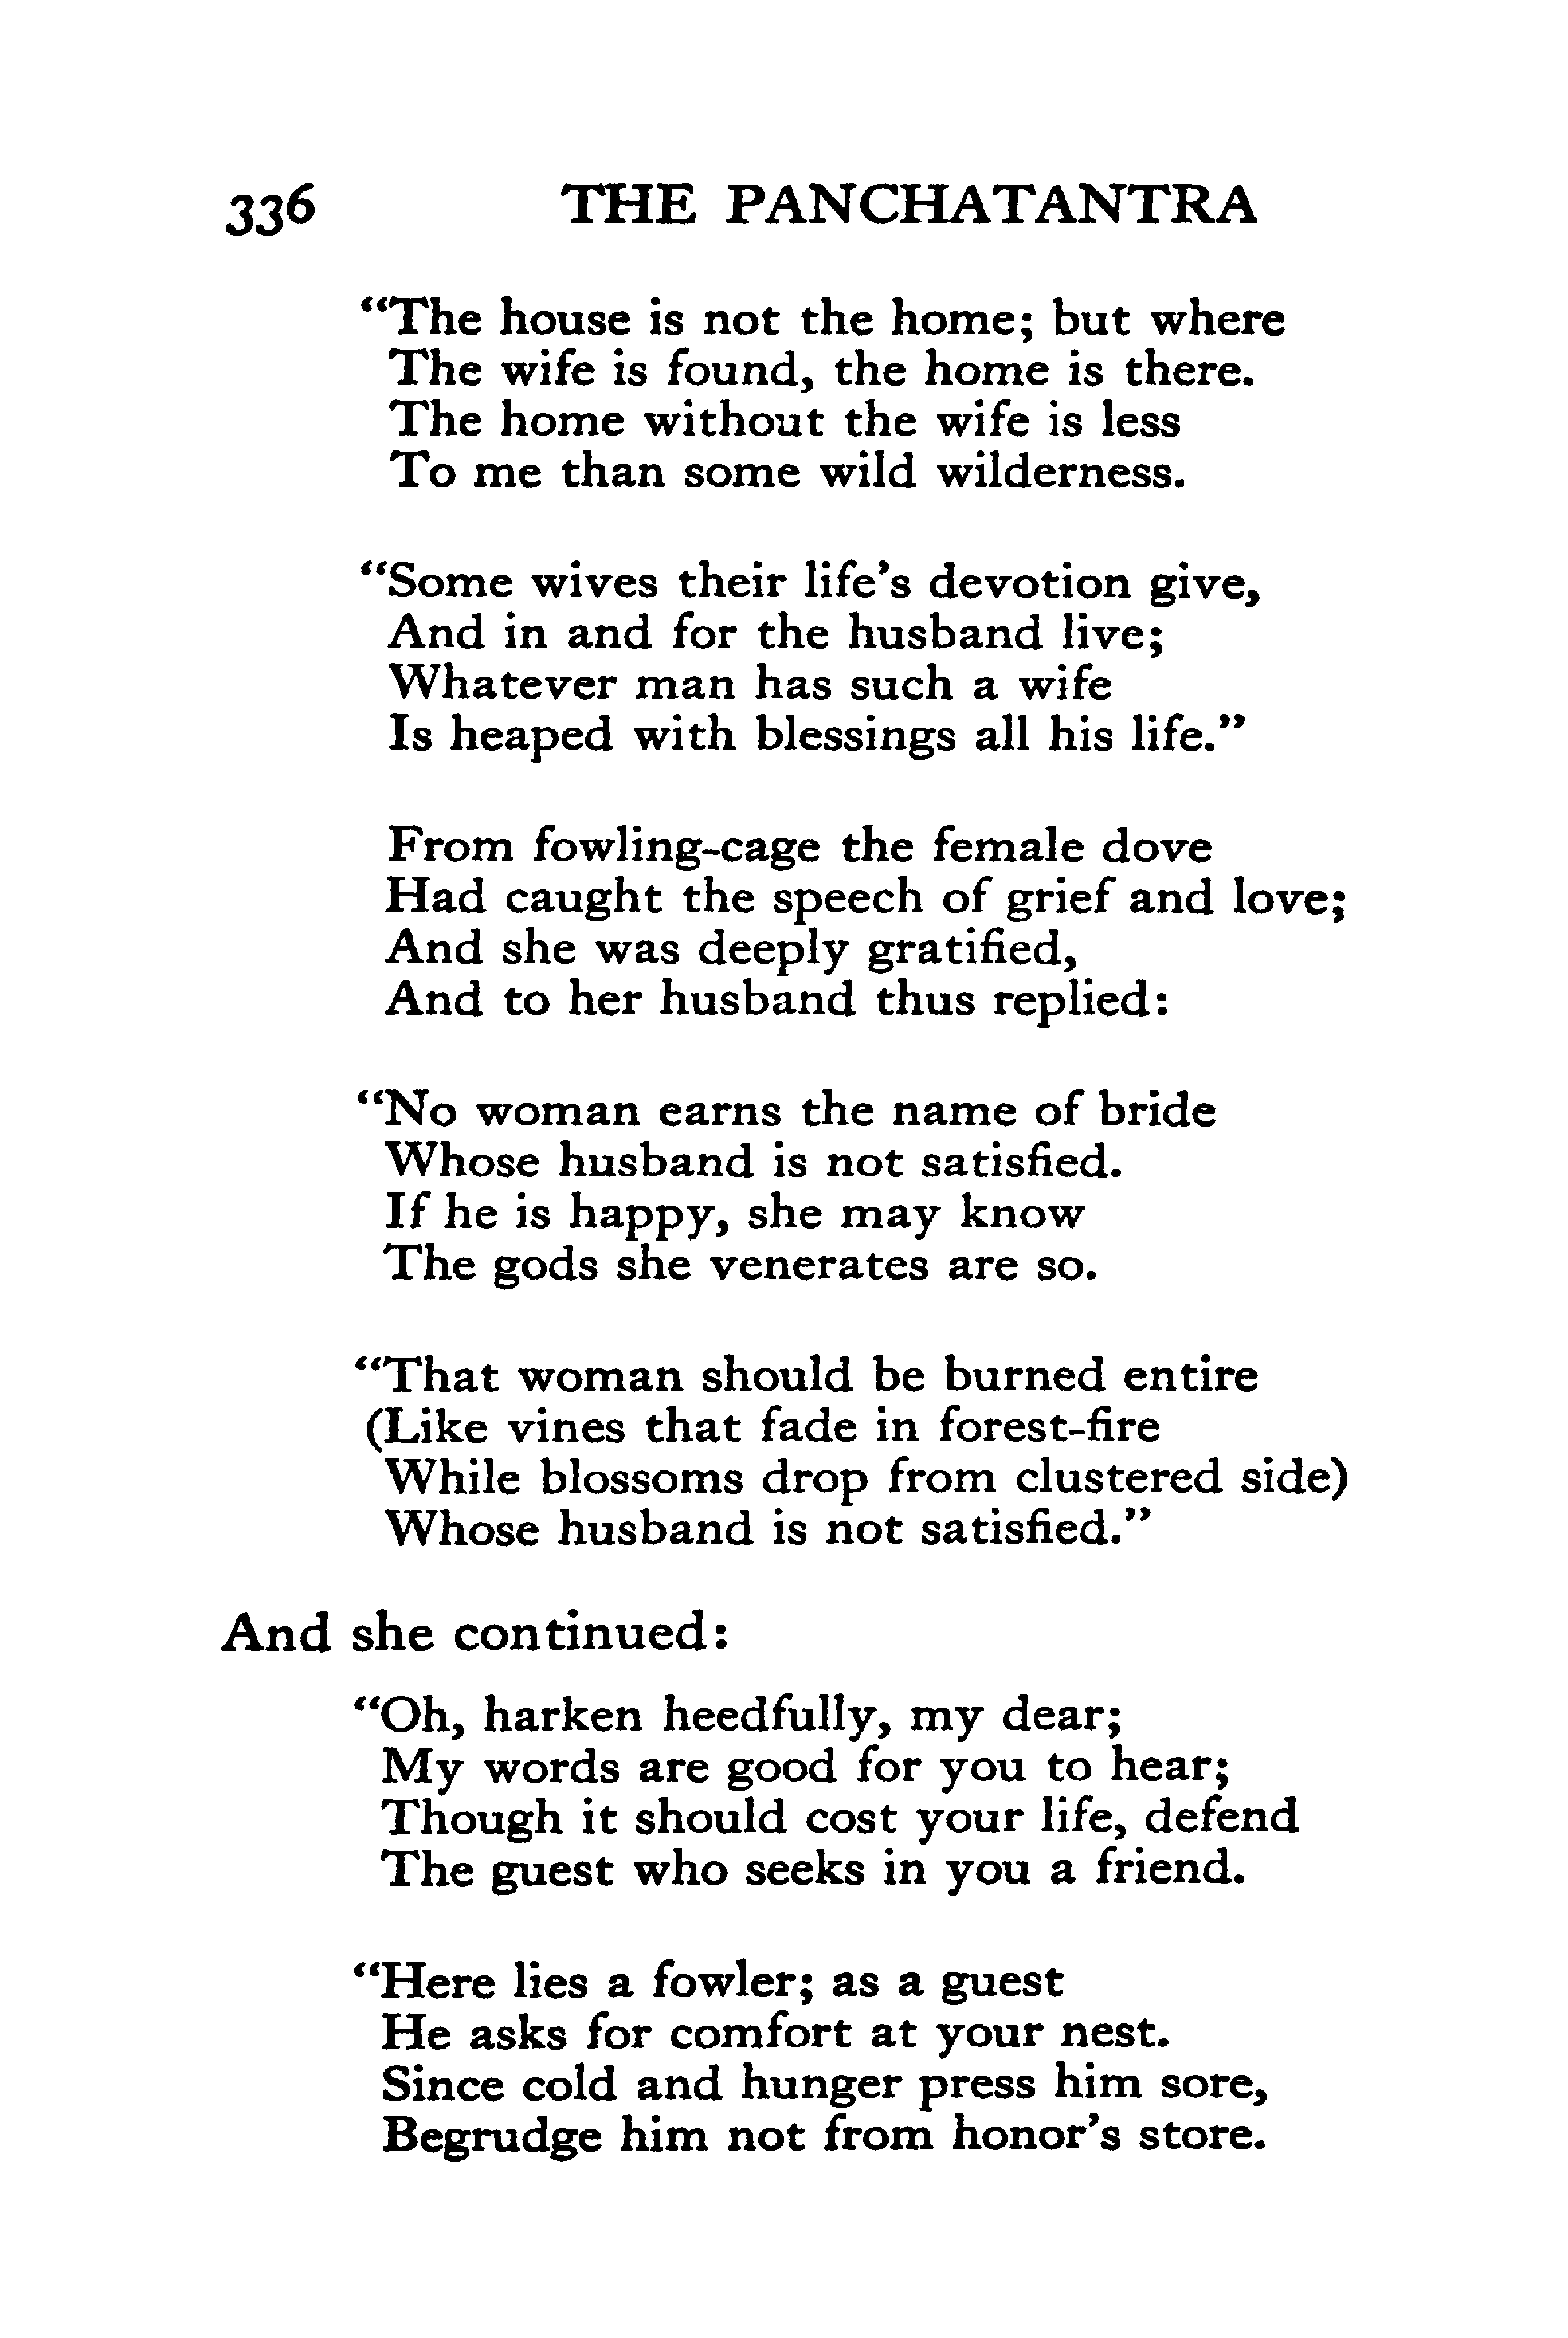 336 THE PANCHATANTRA
“The house is not the home; but where
The wife is found, the home is there.
The home without the wife is less
To me than some wild wilderness.
“Some wives their life’s devotion give,
And in and for the husband live;
Whatever man has such a wife
Is heaped with blessings all his life.”
From fowling-cage the female dove
Had caught the speech of grief and love;
And she was deeply gratified,
And to her husband thus replied:
“No woman earns the name of bride
Whose husband is not satisfied.
If he is happy, she may know
The gods she venerates are so.
“That woman should be burned entire
(Like vines that fade in forest-fire
While blossoms drop from clustered side)
Whose husband is not satisfied.”
And she continued:
“Oh, harken heedfully, my dear;
My words are good for you to hear;
Though it should cost your life, defend
The guest who seeks in you a friend.
“Here lies a fowler; as a guest
He asks for comfort at your nest.
Since cold and hunger press him sore,
Begrudge him not from honor’s store.